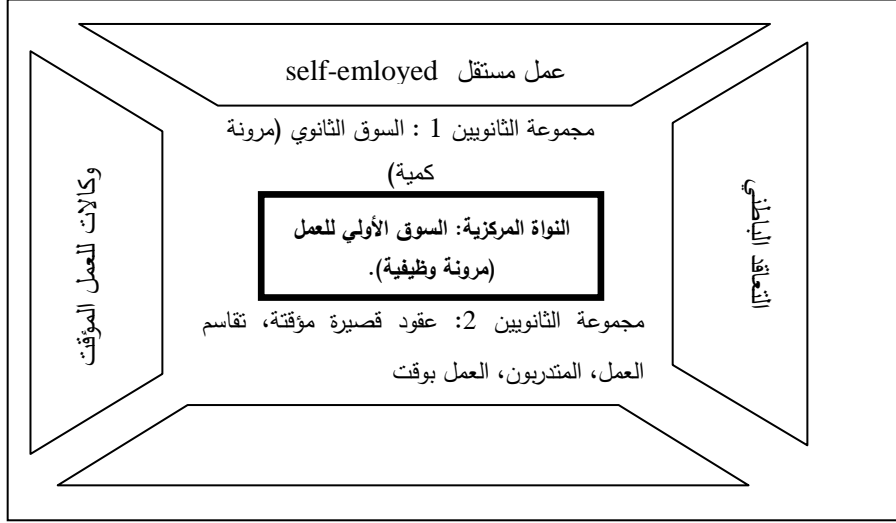 عمل مستقل self-emloyed
مجموعة الثانويين 1 : السوق الثانوي (مرونة
كمية)
النواة المركزية: السوق الأولي للعمل
(مرونة وظيفية).
مجموعة الثانويين 2: عقود قصيرة مؤقتة، تقاسم
العمل، المتدربون، العمل بوقت
التعاقد الباطني
وكالات للعمل المؤقت